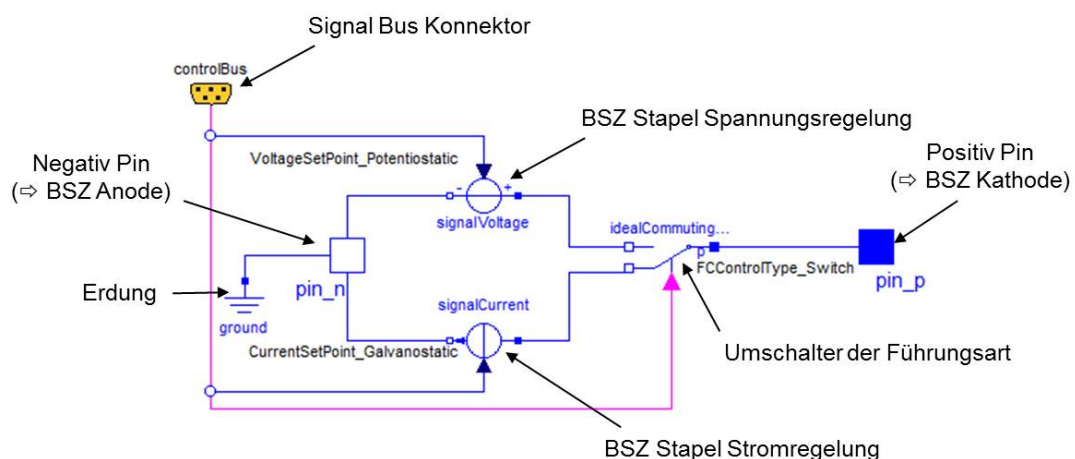 Signal Bus Konnektor
controlBus
BSZ Stapel Spannungsregelung
VoltageSetPoint_Potentiostatic
Negativ Pin
(⇨ BSZ Anode)
Positiv Pin
(⇨ BSZ Kathode)
- +
signalVoltage
idealCommuting...
p
FCControlType_Switch
pin_n
pin_p
Erdung
ground
signalCurrent
CurrentSetPoint_Galvanostatic
Umschalter der Führungsart
BSZ Stapel Stromregelung